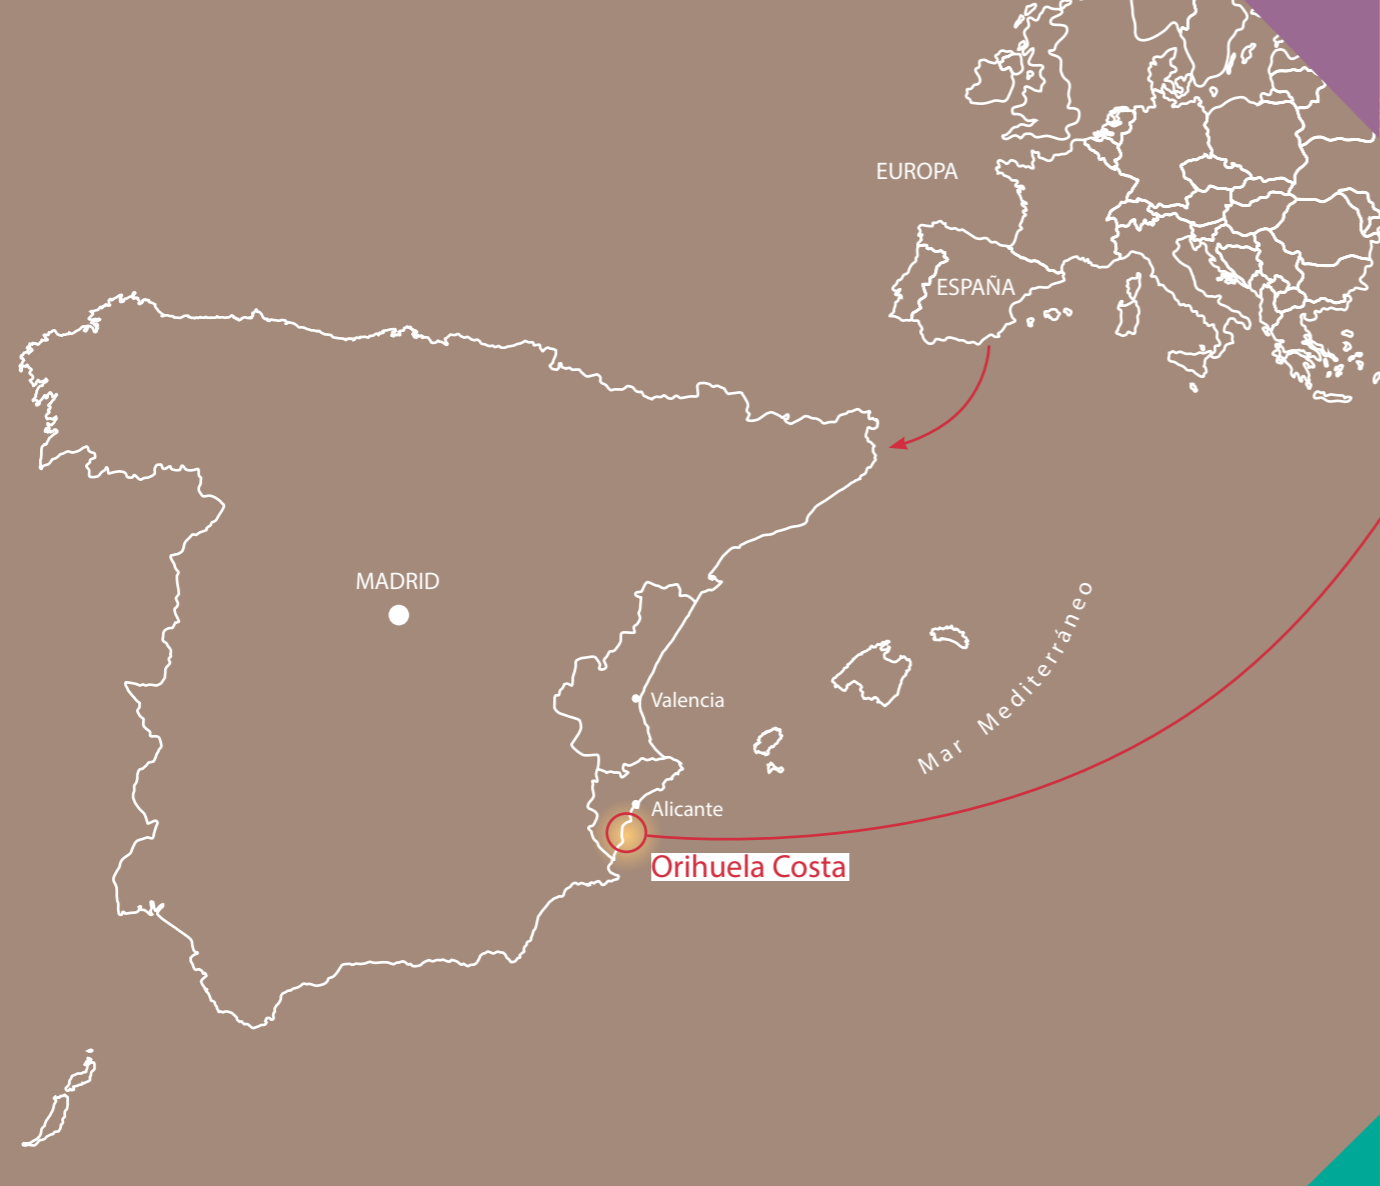 EUROPA
ESPAÑA
MADRID
Mar Mediterráneo
Valencia
Alicante
Orihuela Costa